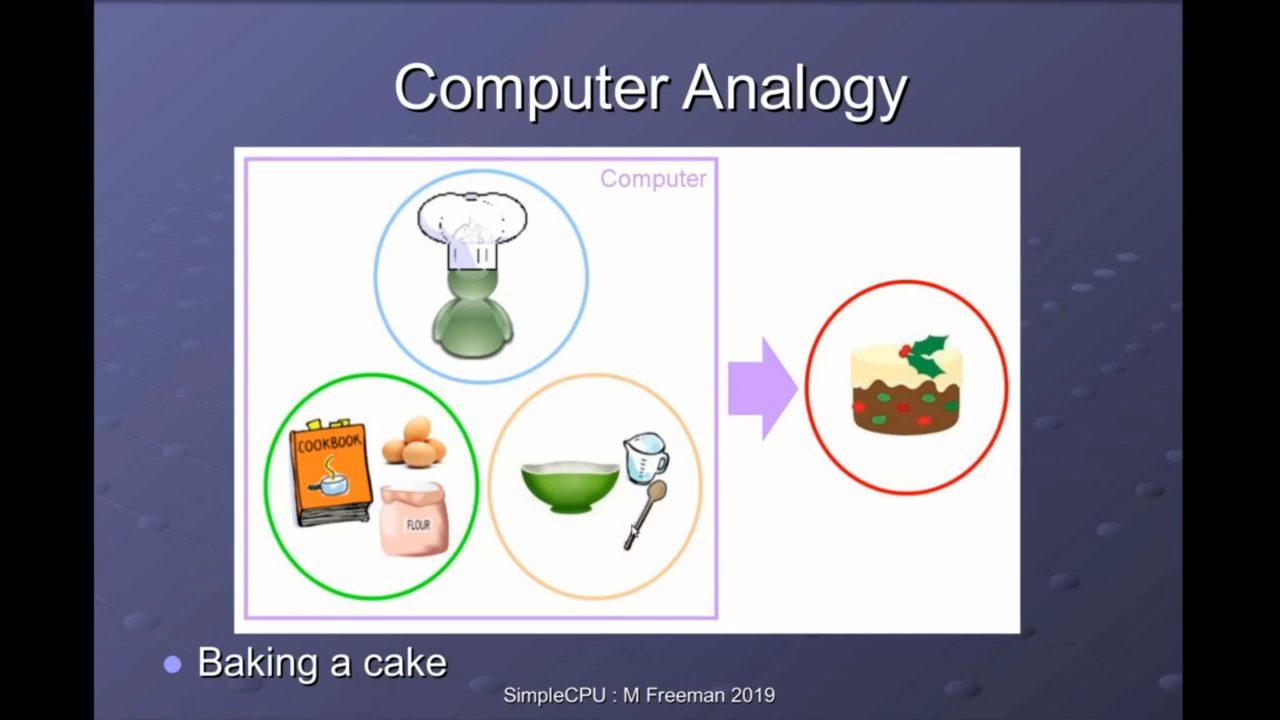 Computer Analogy
Computer
COOKBOOK
FLOUR
Baking a cake
SimpleCPU : M Freeman 2019